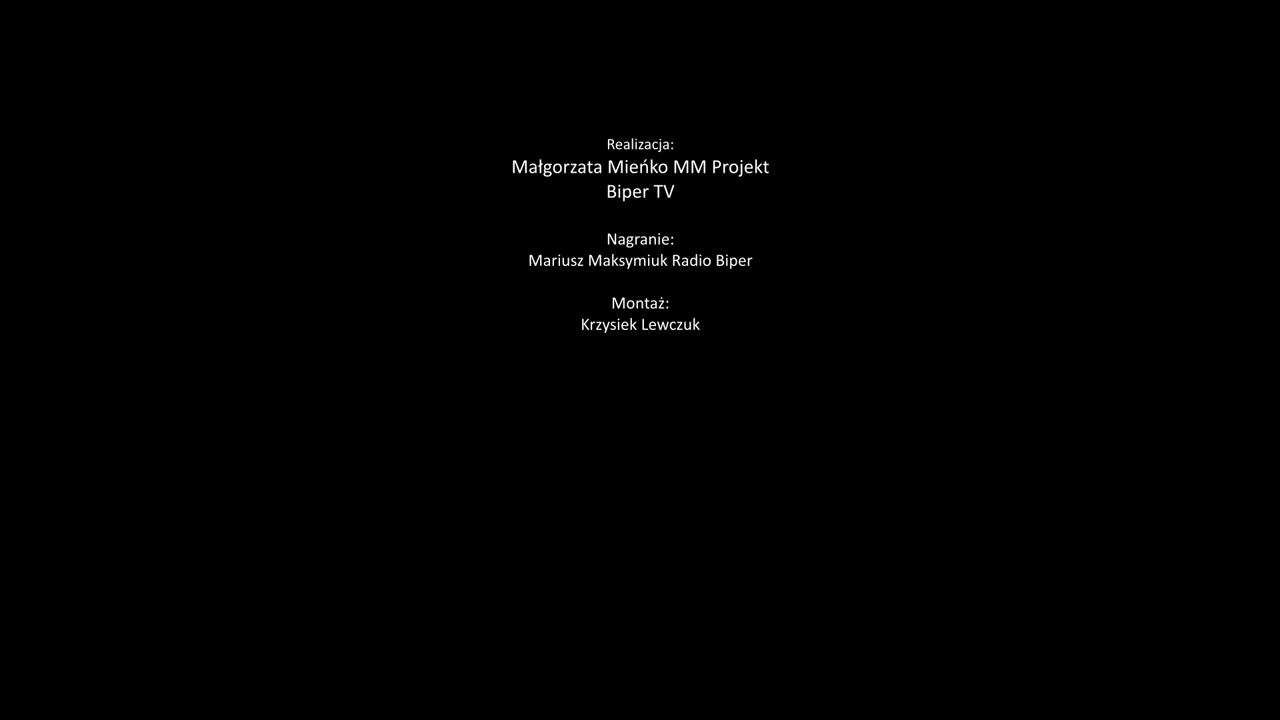 Realizacja:
Małgorzata Mieńko MM Projekt
Biper TV
Nagranie:
Mariusz Maksymiuk Radio Biper
Montaż:
Krzysiek Lewczuk